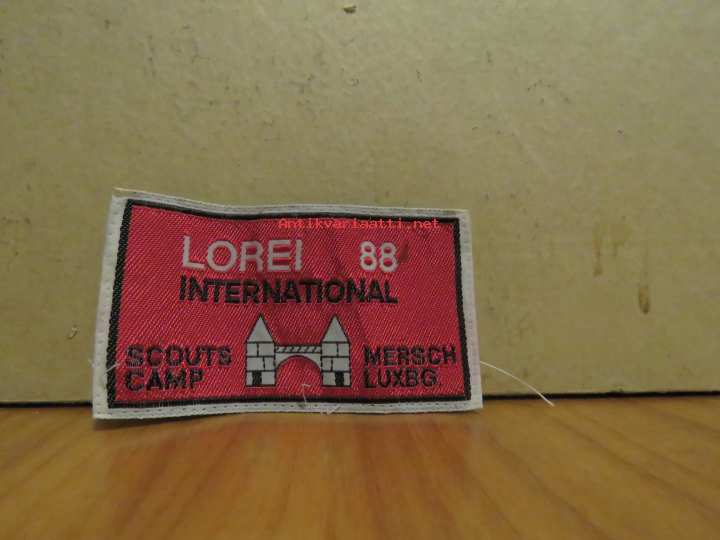 Antikvariaatti.net
LOREI 88
INTERNATIONAL
SCOUTS MERSCH
CAMP LUXBG.